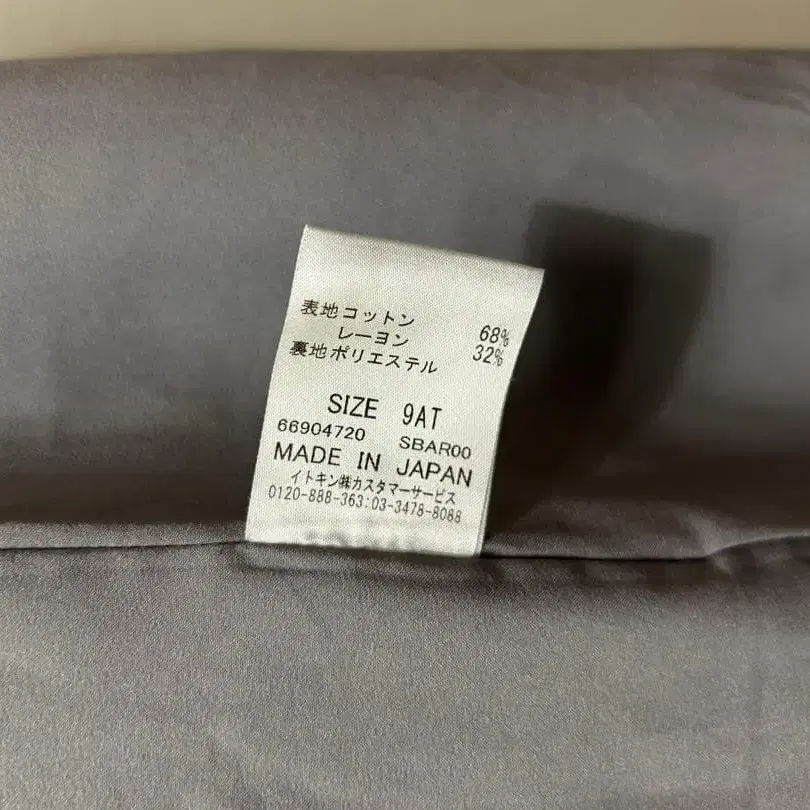 表地コットン 68%
レーヨン 32%
裏地ポリエステル
SIZE 9AT
66904720 SBAR00
MADE IN JAPAN
イトキン㈱カスタマーサービス
0120-888-363:03-3478-8088